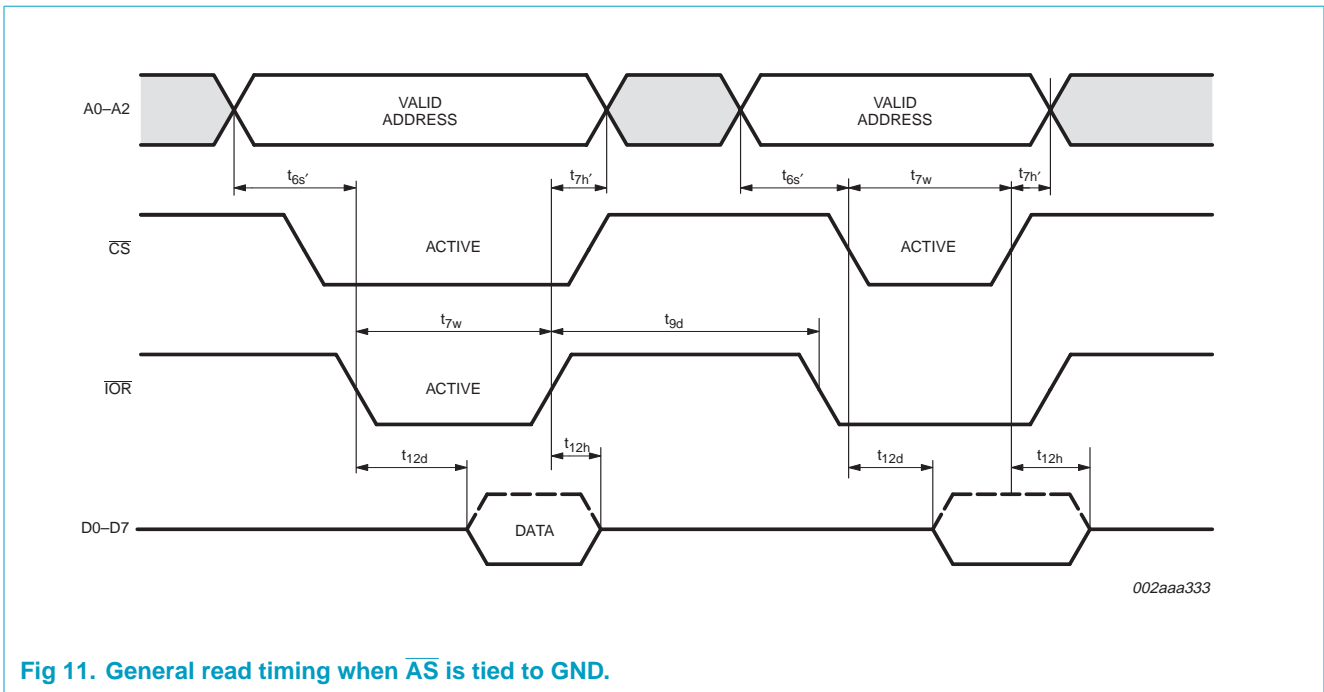 A0–A2
VALID
ADDRESS
VALID
ADDRESS
t6s′
t7h′
t6s′
t7w
t7h′
CS
ACTIVE
ACTIVE
t7w
t9d
IOR
ACTIVE
t12d
t12h
t12d
t12h
D0–D7
DATA
002aaa333
Fig 11. General read timing when AS is tied to GND.